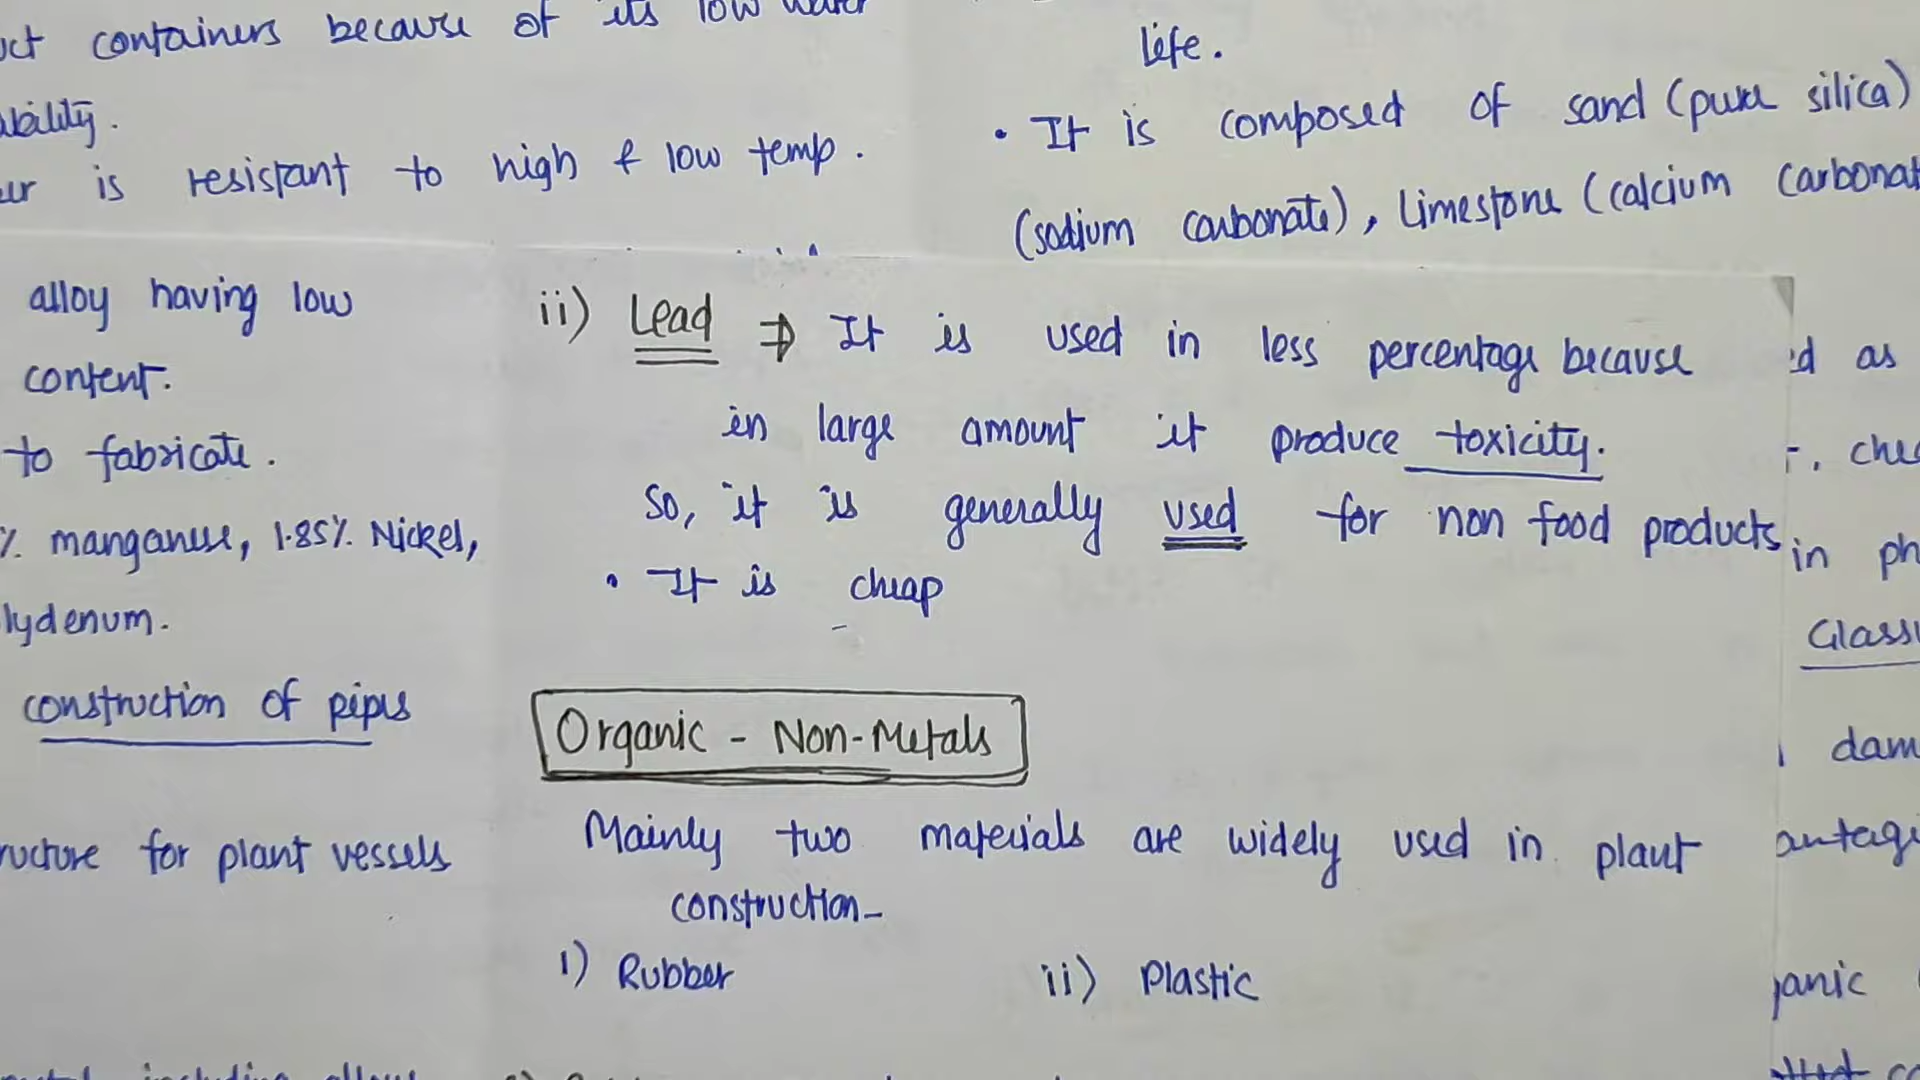 containers because of its low water
life.
• It is composed of sand (pure silica)
is resistant to high & low temp.
(sodium carbonate), Limestone (calcium
alloy having low
ii) Lead ⇒ It is used in less percentage because
as
content.
in large amount it produce toxicity.
to fabricate.
So, it is generally used for non food products
in
% manganese, 1.85% Nickel,
• It is cheap
construction of pipes
Organic - Non-Metals
for plant vessels
Mainly two materials are widely used in plant
construction-
i) Rubber ii) Plastic